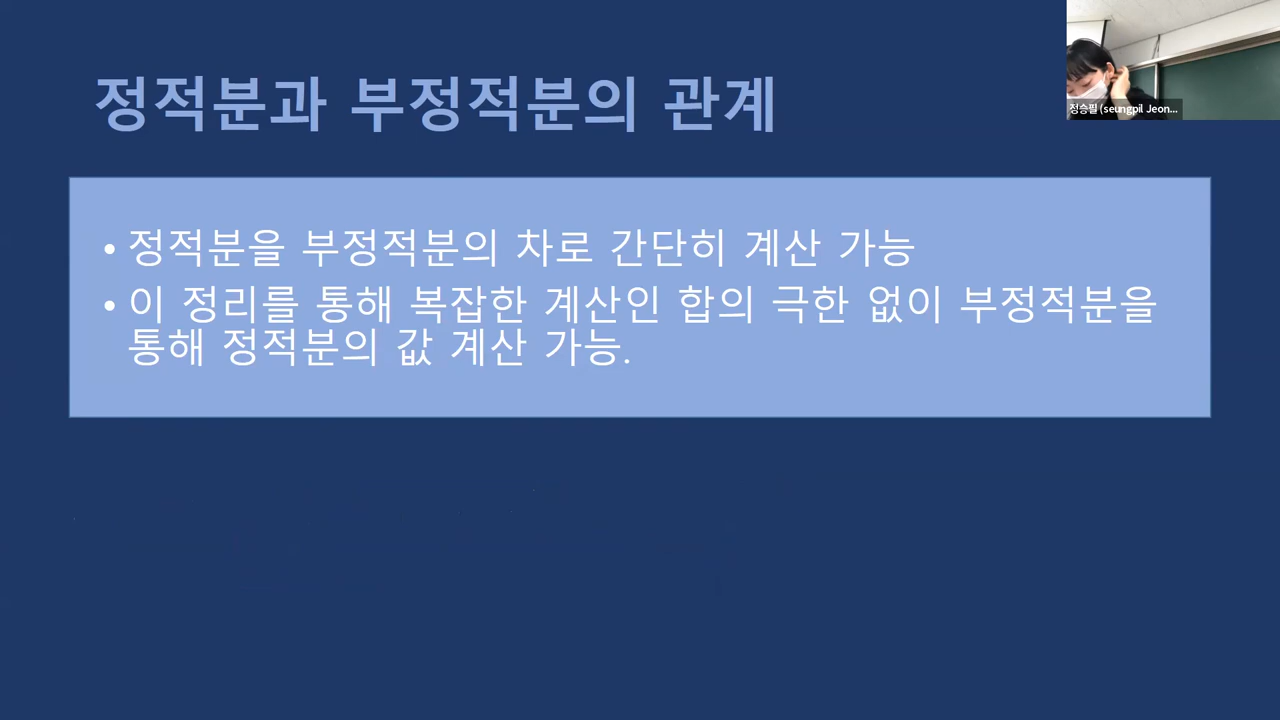 정적분과 부정적분의 관계
• 정적분을 부정적분의 차로 간단히 계산 가능
• 이 정리를 통해 복잡한 계산인 합의 극한 없이 부정적분을
통해 정적분의 값 계산 가능.
정승필 (seungpil Jeon...